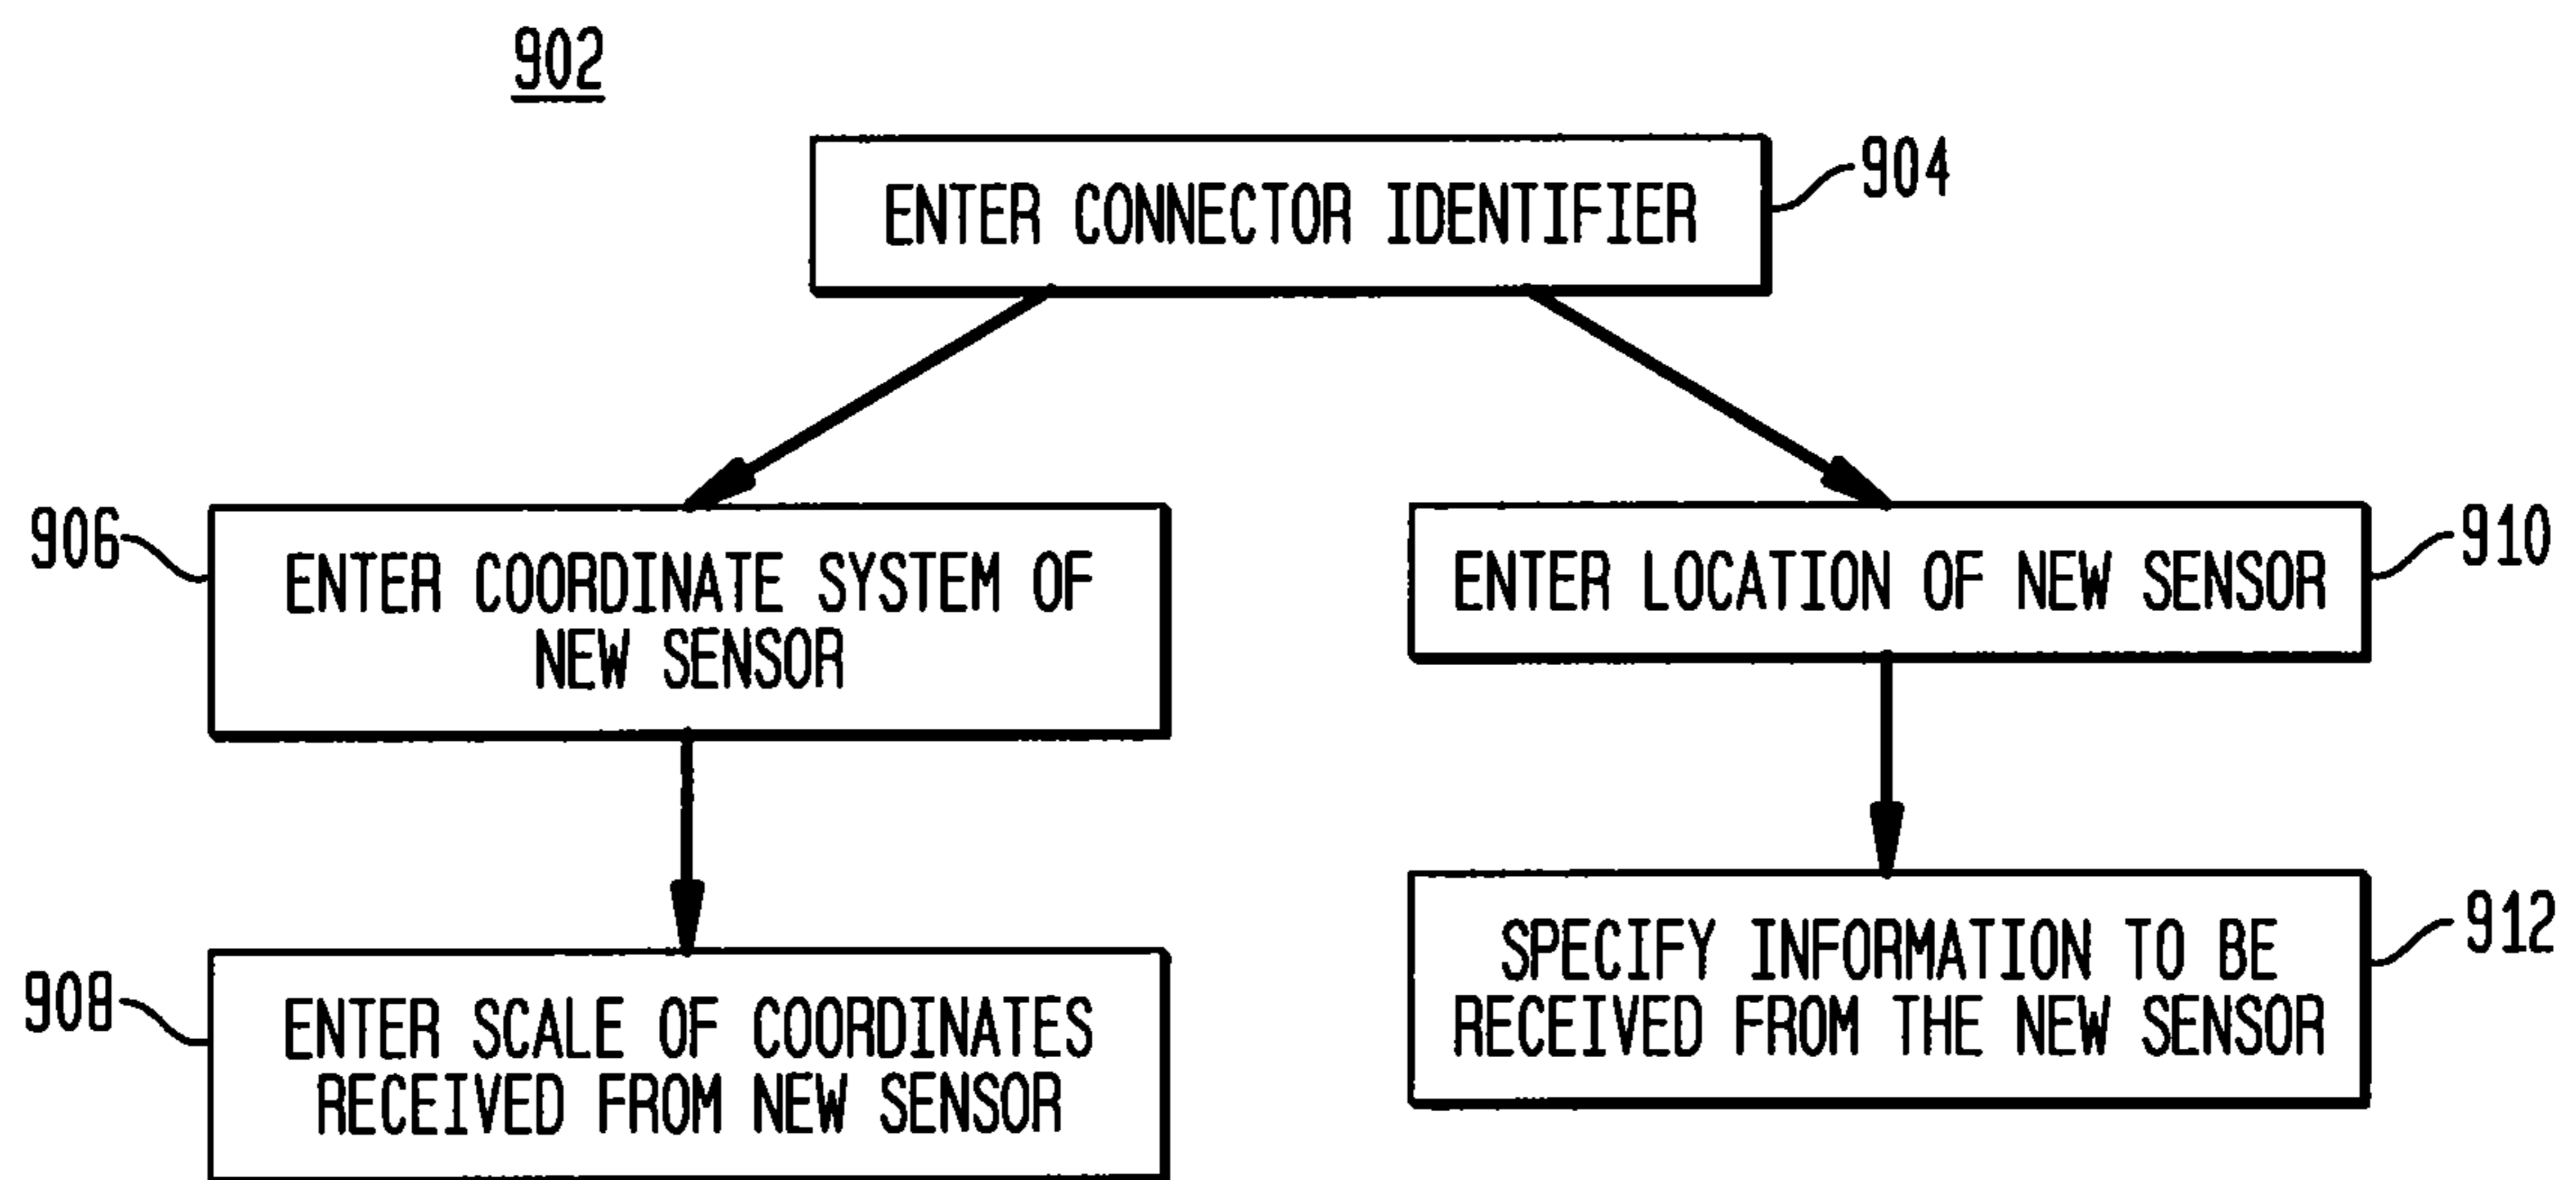 902
ENTER CONNECTOR IDENTIFIER
904
906
ENTER COORDINATE SYSTEM OF
NEW SENSOR
ENTER LOCATION OF NEW SENSOR
910
908
ENTER SCALE OF COORDINATES
RECEIVED FROM NEW SENSOR
SPECIFY INFORMATION TO BE
RECEIVED FROM THE NEW SENSOR
912